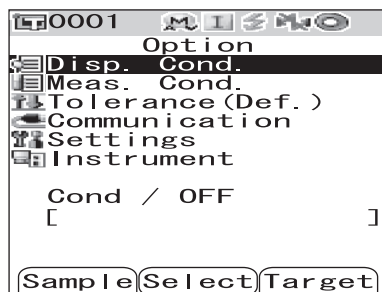 0001 M I
Option
Disp. Cond.
Meas. Cond.
Tolerance(Def.)
Communication
Settings
Instrument
Cond / OFF
[ ]
Sample Select Target